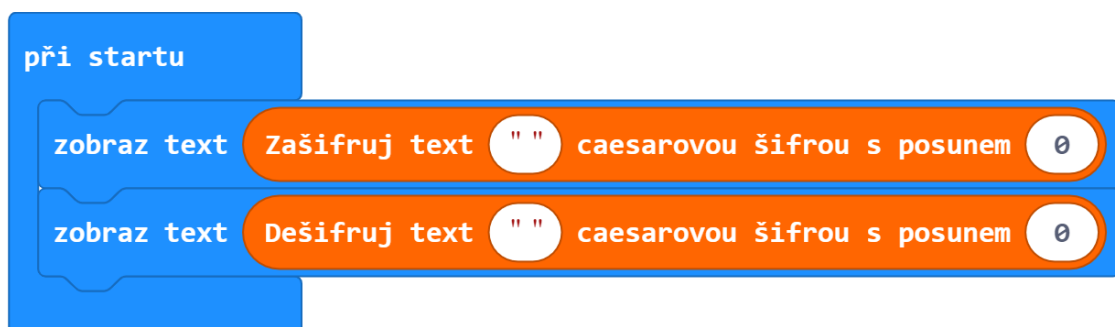 při startu
zobraz text Zašifruj text " " caesarovou šifrou s posunem 0
zobraz text Dešifruj text " " caesarovou šifrou s posunem 0